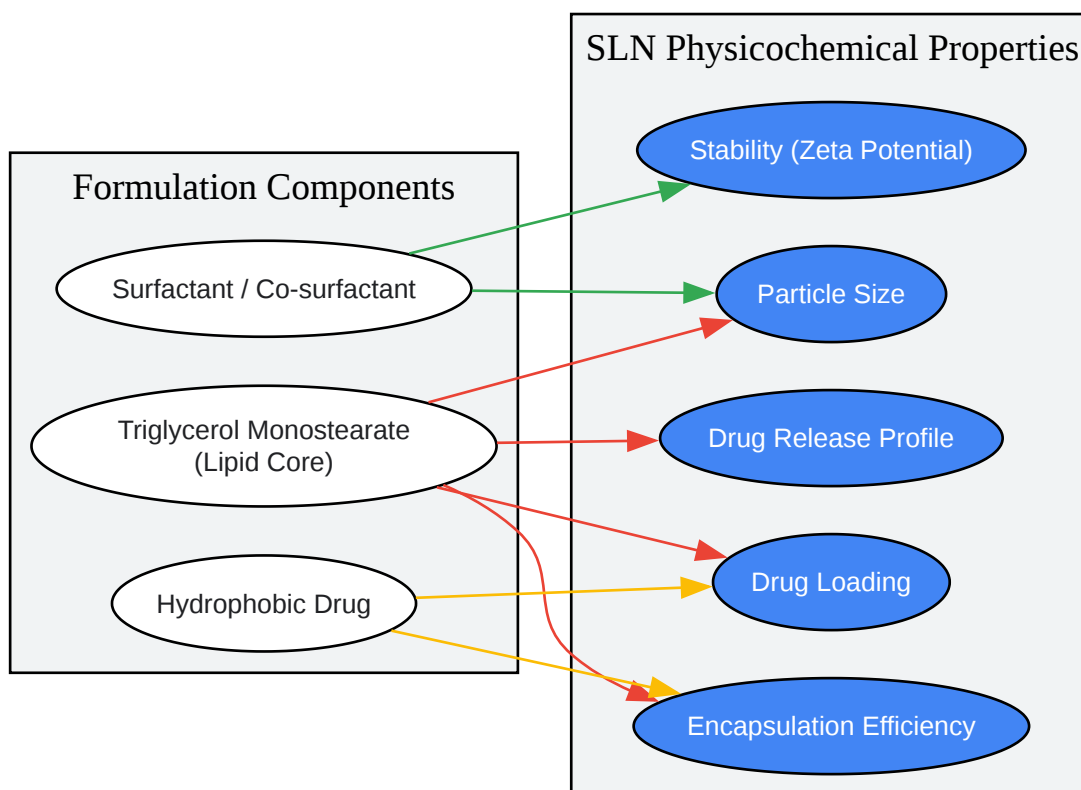 Formulation Components
Surfactant / Co-surfactant
Triglycerol Monostearate
(Lipid Core)
Hydrophobic Drug
SLN Physicochemical Properties
Stability (Zeta Potential)
Particle Size
Drug Release Profile
Drug Loading
Encapsulation Efficiency